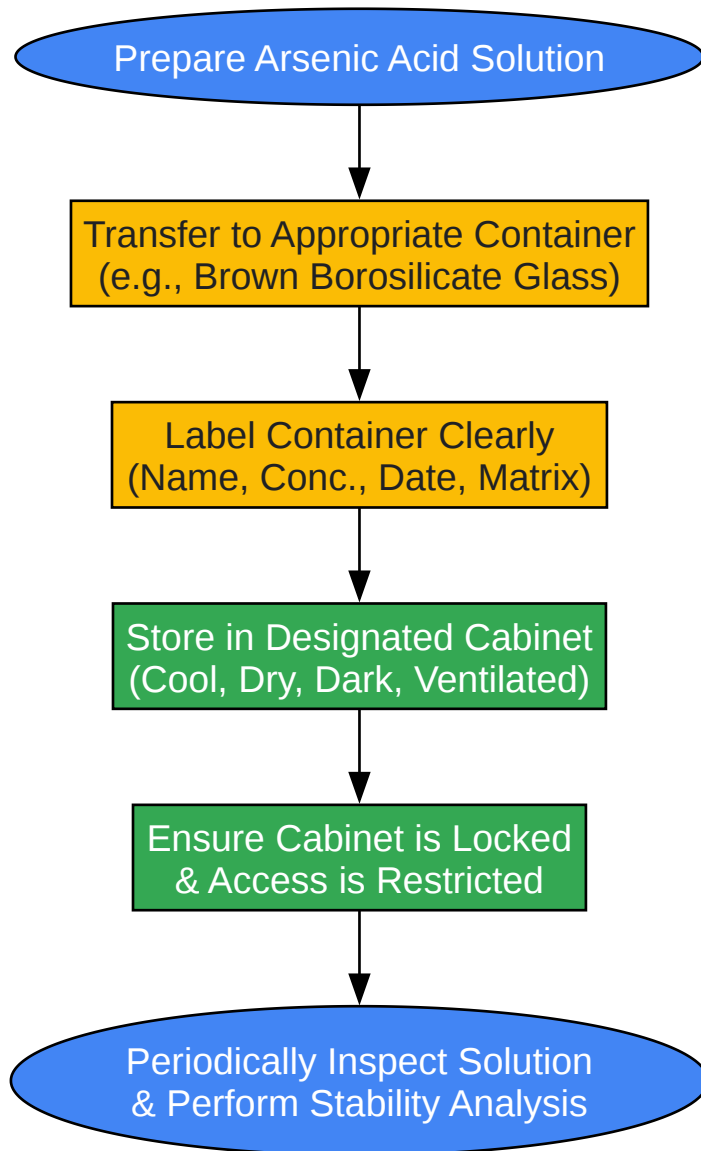 Prepare Arsenic Acid Solution
Transfer to Appropriate Container
(e.g., Brown Borosilicate Glass)
Label Container Clearly
(Name, Conc., Date, Matrix)
Store in Designated Cabinet
(Cool, Dry, Dark, Ventilated)
Ensure Cabinet is Locked
& Access is Restricted
Periodically Inspect Solution
& Perform Stability Analysis